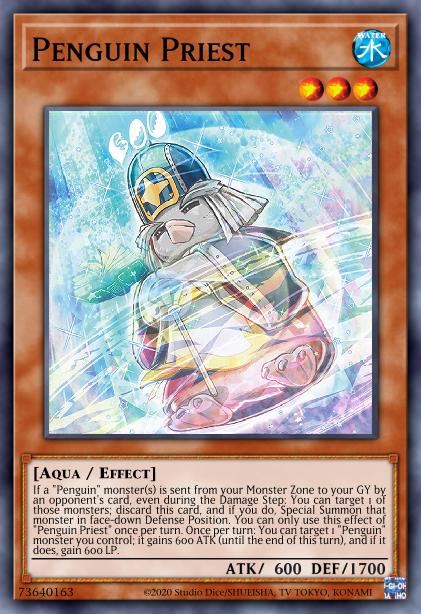 PENGUIN PRIEST
WATER
水
600
[AQUA / EFFECT]
If a "Penguin" monster(s) is sent from your Monster Zone to your GY by
an opponent's card, even during the Damage Step: You can target 1 of
those monsters; discard this card, and if you do, Special Summon that
monster in face-down Defense Position. You can only use this effect of
"Penguin Priest" once per turn. Once per turn: You can target 1 "Penguin"
monster you control; it gains 600 ATK (until the end of this turn), and if it
does, gain 600 LP.
ATK/ 600 DEF/1700
73640163
©2020 Studio Dice/SHUEISHA, TV TOKYO, KONAMI